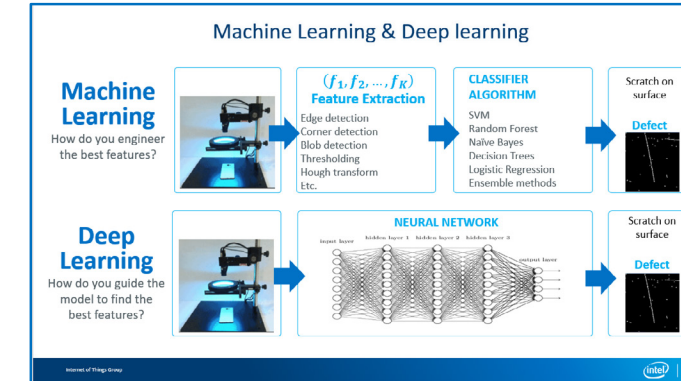 Machine Learning & Deep learning
Machine
Learning
How do you engineer
the best features?
(f₁, f₂, ..., f_K)
Feature Extraction
Edge detection
Corner detection
Blob detection
Thresholding
Hough transform
Etc.
CLASSIFIER
ALGORITHM
SVM
Random Forest
Naïve Bayes
Decision Trees
Logistic Regression
Ensemble methods
Scratch on
surface
Defect
Deep
Learning
How do you guide the
model to find the
best features?
NEURAL NETWORK
input layer
hidden layer 1 hidden layer 2 hidden layer 3
output layer
Scratch on
surface
Defect
Internet of Things Group
intel